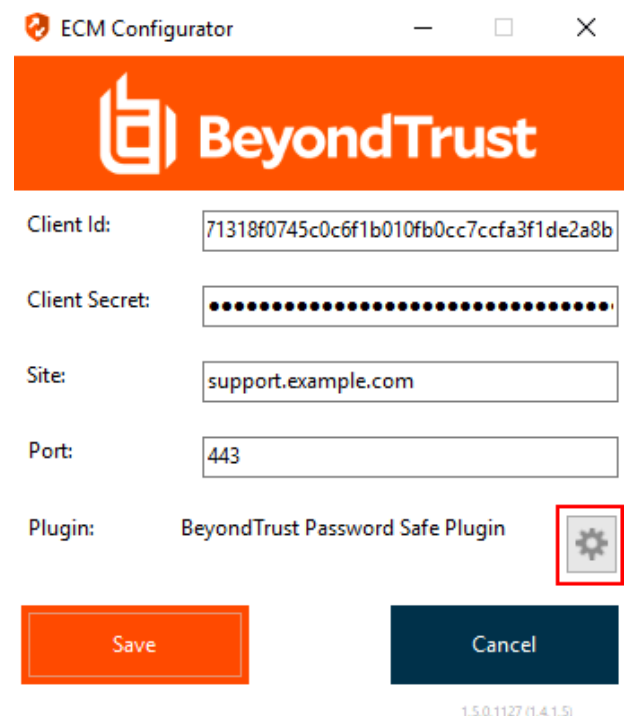 ECM Configurator
BeyondTrust
Client Id: 71318f0745c0c6f1b010fb0cc7ccfa3f1de2a8b
Client Secret: ●●●●●●●●●●●●●●●●●●●●●●●●●●●●●●●●●
Site: support.example.com
Port: 443
Plugin: BeyondTrust Password Safe Plugin
Save Cancel
1.5.0.1127 (1.4.1.5)